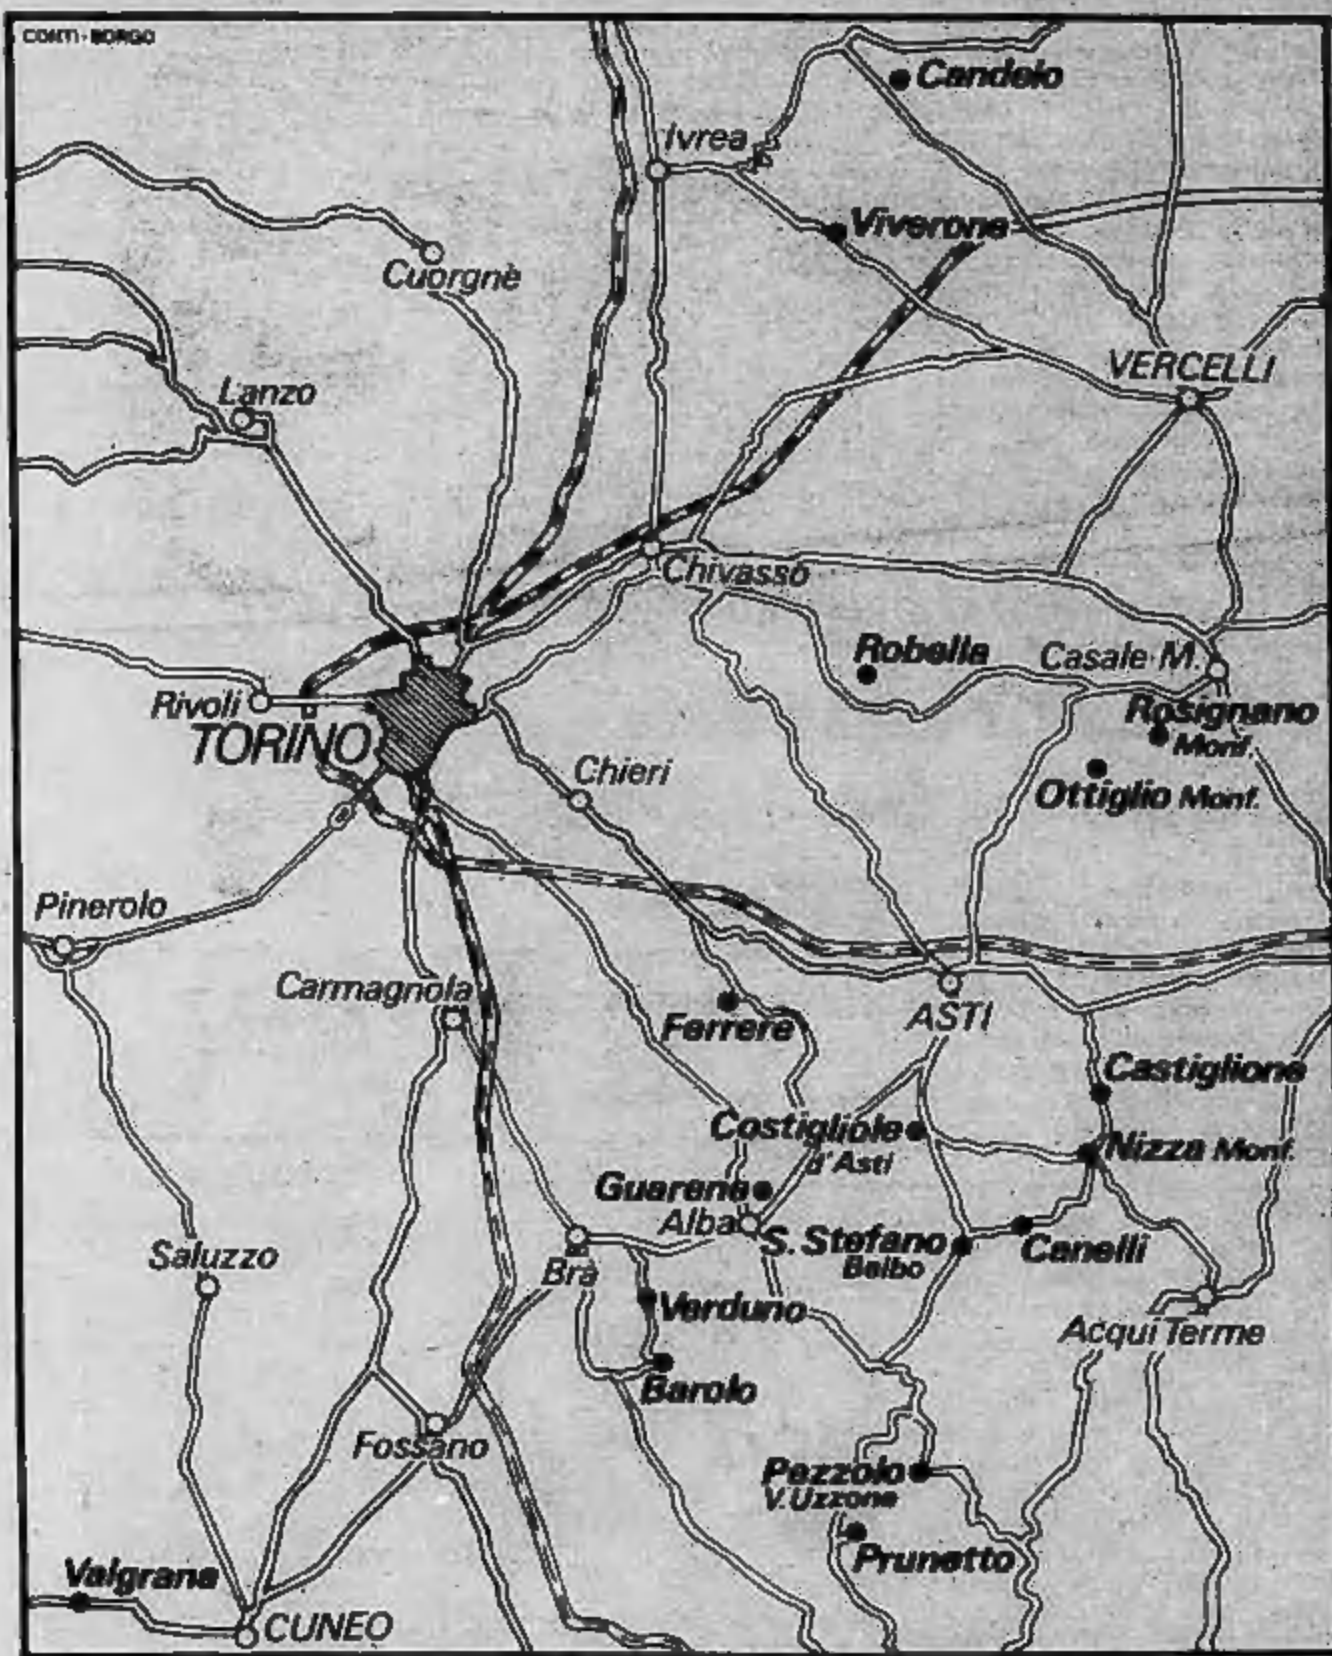 CONTI-BORGO
Candelo
Ivrea
Viverone
Cuorgnè
VERCELLI
Lanzo
Chivasso
Robella
Casale M.
Rivoli
TORINO
Rosignano
Monf.
Chieri
Ottiglio Monf.
Pinerolo
Carmagnola
Ferrere
ASTI
Castiglione
Costigliole
d'Asti
Nizza Monf.
Guarene
Alba
S. Stefano
Belbo
Canelli
Saluzzo
Bra
Verduno
Acqui Terme
Barolo
Fossano
Pezzolo
V. Uzzone
Prunetto
Valgrana
CUNEO